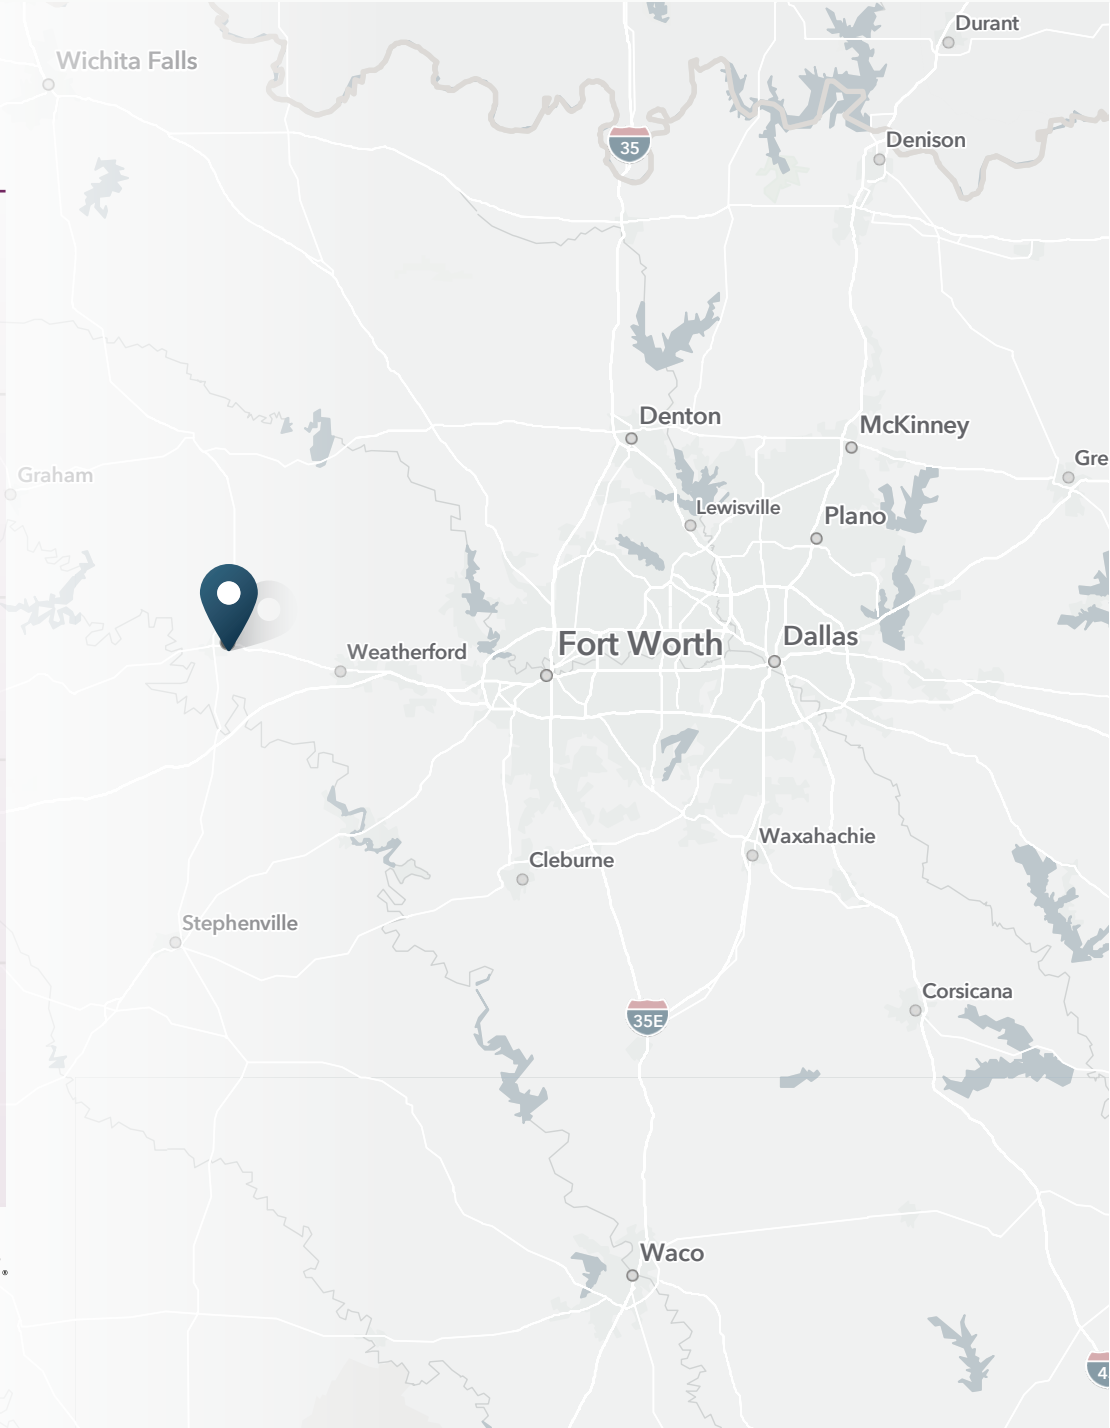 Durant
Wichita Falls
Denison
35
Denton
McKinney
Gre
Graham
Lewisville
Plano
Fort Worth
Dallas
Weatherford
Waxahachie
Cleburne
Stephenville
Corsicana
35E
Waco
®
4